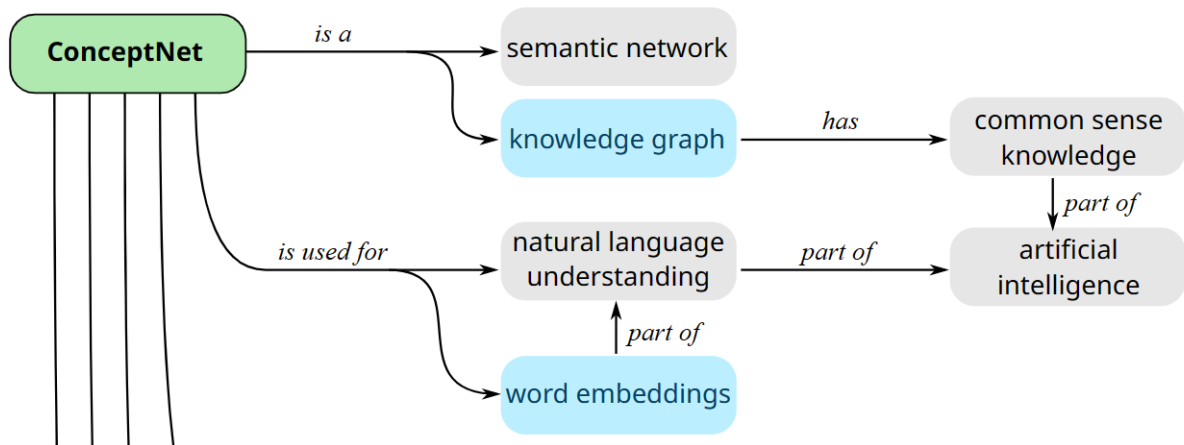 ConceptNet
is a
semantic network
knowledge graph
has
common sense
knowledge
part of
is used for
natural language
understanding
part of
artificial
intelligence
part of
word embeddings